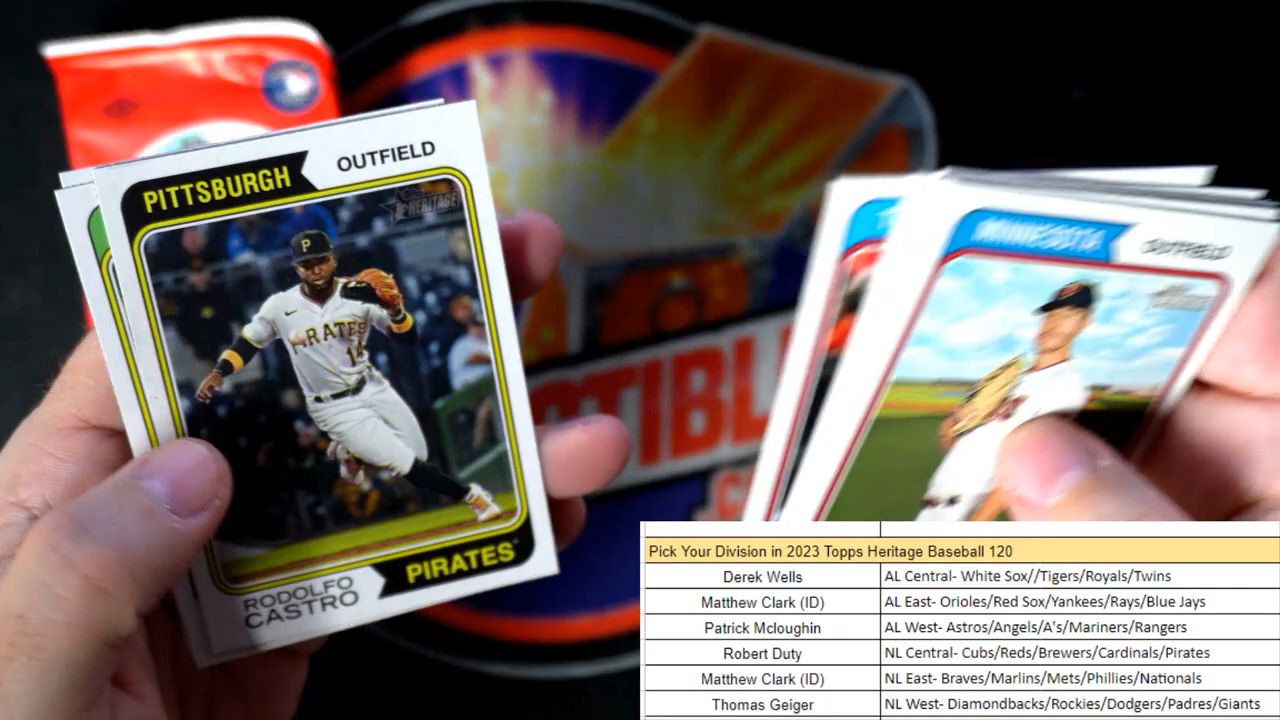 PITTSBURGH
OUTFIELD
HERITAGE
P
PIRATES
PIRATES
RODOLFO
CASTRO
MINNESOTA
OUTFIELD
TIBL
Pick Your Division in 2023 Topps Heritage Baseball 120
Derek Wells AL Central- White Sox//Tigers/Royals/Twins
Matthew Clark (ID) AL East- Orioles/Red Sox/Yankees/Rays/Blue Jays
Patrick Mcloughin AL West- Astros/Angels/A's/Mariners/Rangers
Robert Duty NL Central- Cubs/Reds/Brewers/Cardinals/Pirates
Matthew Clark (ID) NL East- Braves/Marlins/Mets/Phillies/Nationals
Thomas Geiger NL West- Diamondbacks/Rockies/Dodgers/Padres/Giants